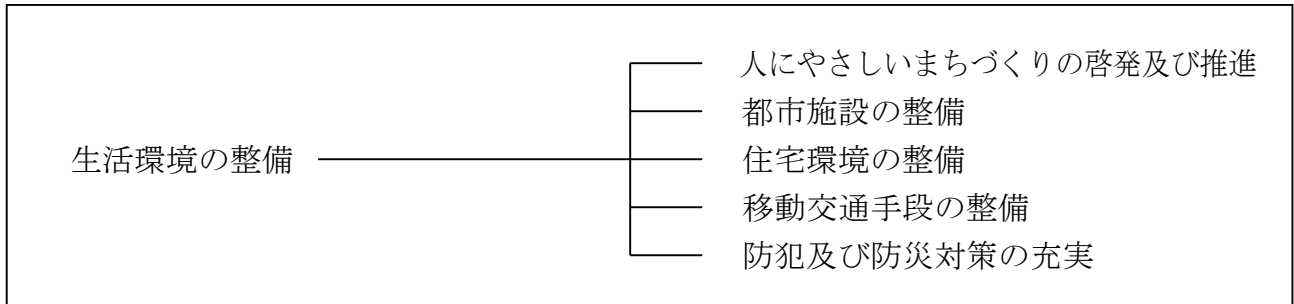 人にやさしいまちづくりの啓発及び推進
都市施設の整備
生活環境の整備
住宅環境の整備
移動交通手段の整備
防犯及び防災対策の充実